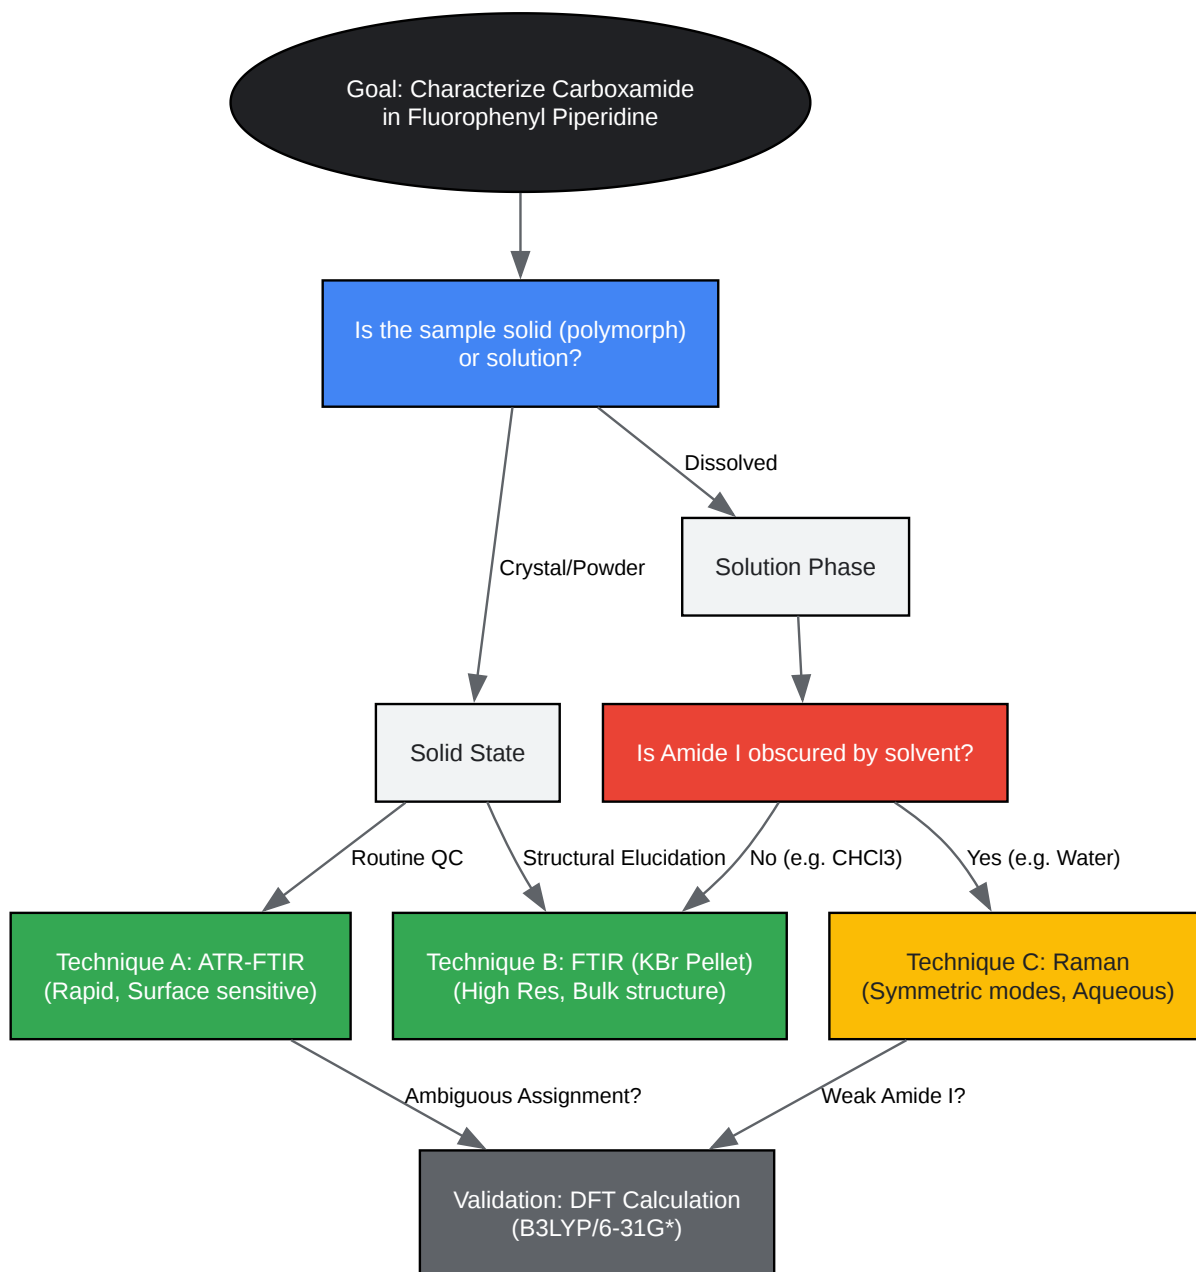 Goal: Characterize Carboxamide
in Fluorophenyl Piperidine
Is the sample solid (polymorph)
or solution?
Dissolved
Crystal/Powder
Solution Phase
Solid State
Is Amide I obscured by solvent?
Routine QC
Structural Elucidation
No (e.g. CHCl3)
Yes (e.g. Water)
Technique A: ATR-FTIR
(Rapid, Surface sensitive)
Technique B: FTIR (KBr Pellet)
(High Res, Bulk structure)
Technique C: Raman
(Symmetric modes, Aqueous)
Ambiguous Assignment?
Weak Amide I?
Validation: DFT Calculation
(B3LYP/6-31G*)